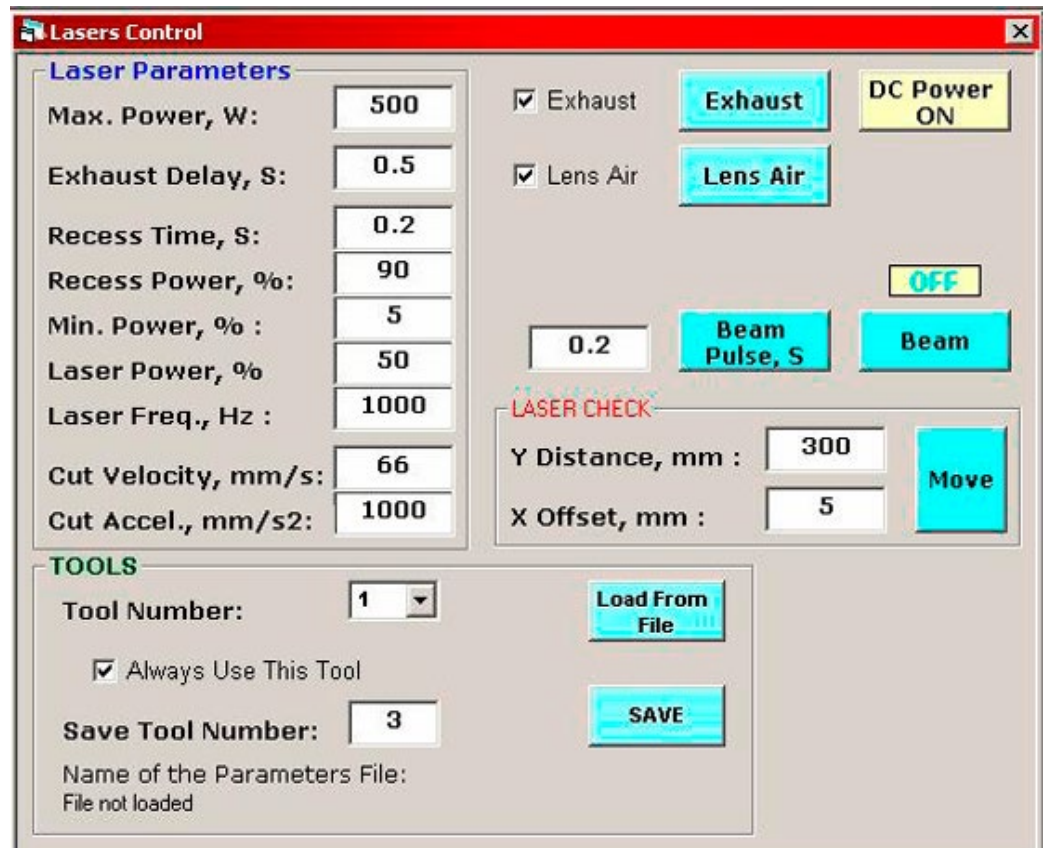 Lasers Control
Laser Parameters
Max. Power, W: 500
Exhaust Delay, S: 0.5
Recess Time, S: 0.2
Recess Power, %: 90
Min. Power, % : 5
Laser Power, % 50
Laser Freq., Hz : 1000
Cut Velocity, mm/s: 66
Cut Accel., mm/s2: 1000
Exhaust Exhaust
DC Power
ON
Lens Air Lens Air
OFF
0.2
Beam
Pulse, S
Beam
LASER CHECK
Y Distance, mm : 300
X Offset, mm : 5
Move
TOOLS
Tool Number: 1
Load From
File
Always Use This Tool
Save Tool Number: 3
SAVE
Name of the Parameters File:
File not loaded